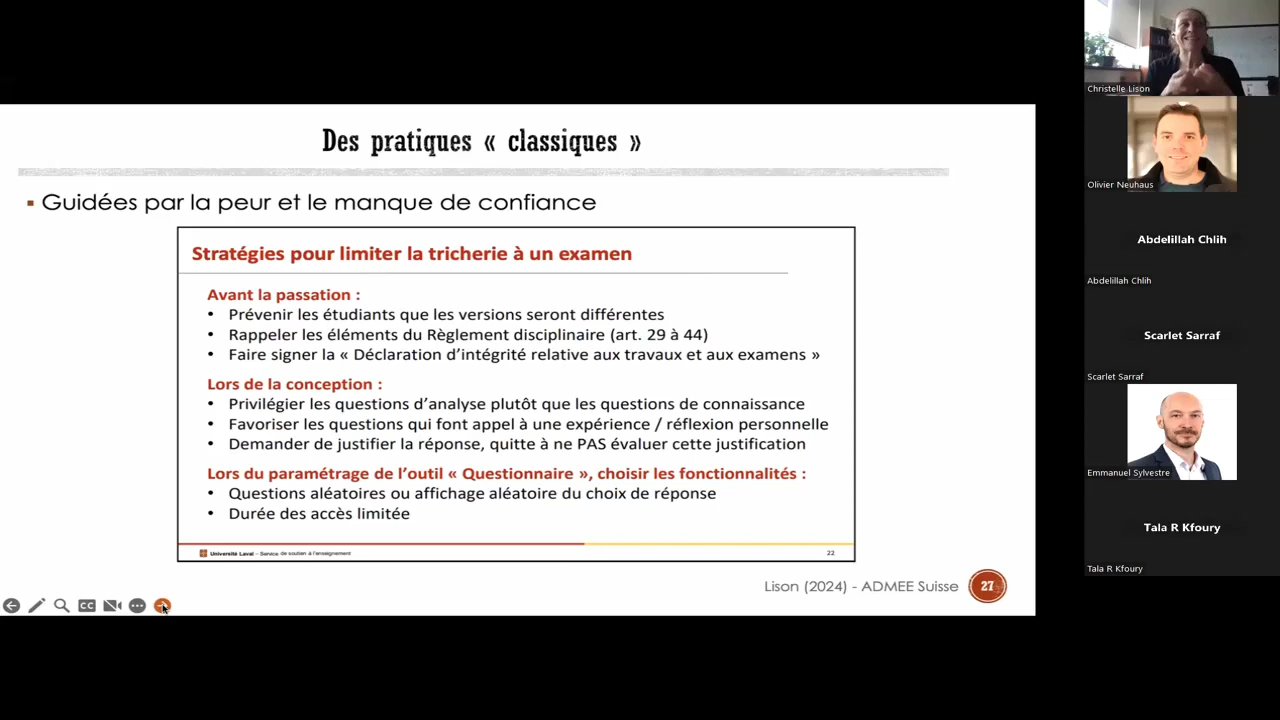 Des pratiques « classiques »
▪ Guidées par la peur et le manque de confiance
Stratégies pour limiter la tricherie à un examen
Avant la passation :
• Prévenir les étudiants que les versions seront différentes
• Rappeler les éléments du Règlement disciplinaire (art. 29 à 44)
• Faire signer la « Déclaration d’intégrité relative aux travaux et aux examens »
Lors de la conception :
• Privilégier les questions d’analyse plutôt que les questions de connaissance
• Favoriser les questions qui font appel à une expérience / réflexion personnelle
• Demander de justifier la réponse, quitte à ne PAS évaluer cette justification
Lors du paramétrage de l’outil « Questionnaire », choisir les fonctionnalités :
• Questions aléatoires ou affichage aléatoire du choix de réponse
• Durée des accès limitée
Université Laval – Service de soutien à l'enseignement
22
Lison (2024) - ADMEE Suisse
27
CC
Christelle Lison
Olivier Neuhaus
Abdelillah Chlih
Abdelillah Chlih
Scarlet Sarraf
Scarlet Sarraf
Emmanuel Sylvestre
Tala R Kfoury
Tala R Kfoury